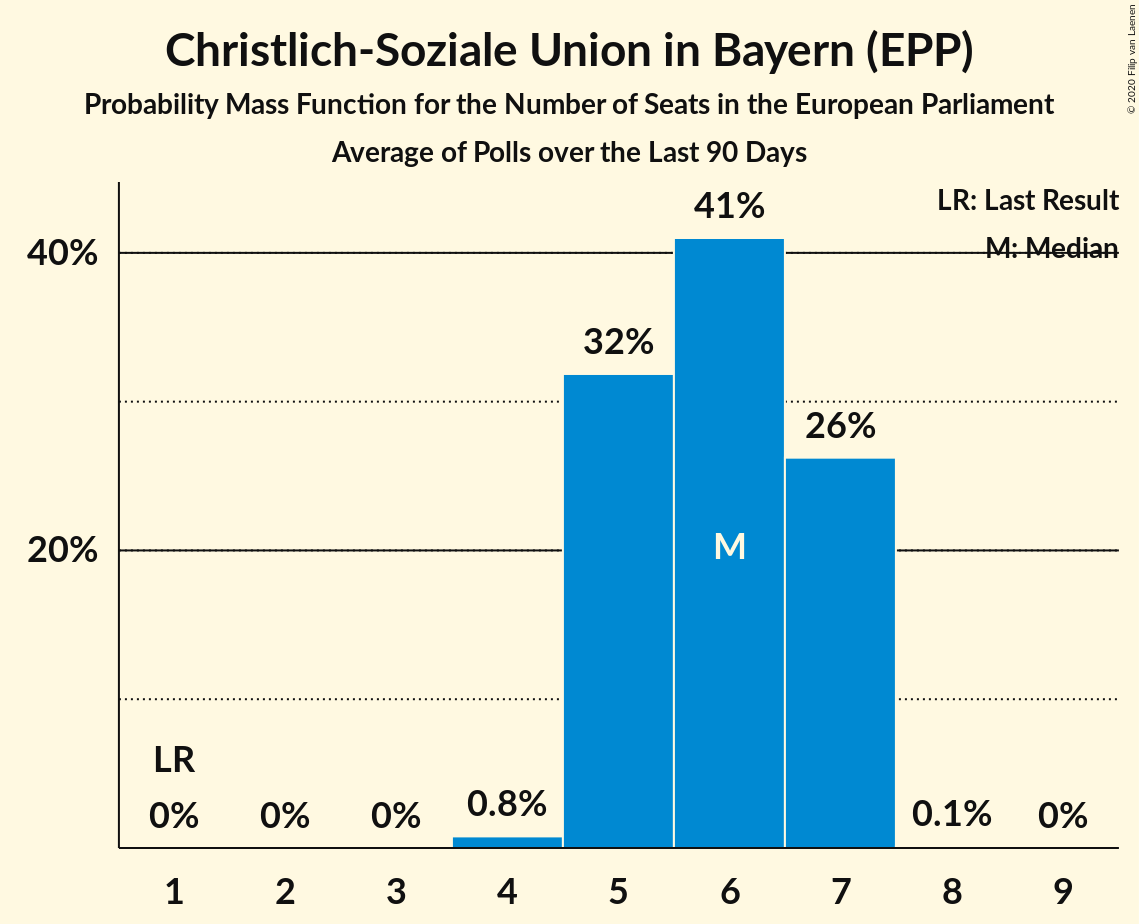 Christlich-Soziale Union in Bayern (EPP)
Probability Mass Function for the Number of Seats in the European Parliament
Average of Polls over the Last 90 Days
© 2020 Filip van Laenen
LR: Last Result
M: Median
41%
40%
32%
26%
M
20%
LR
0%
0%
0%
0.8%
0.1%
0%
1 2 3 4 5 6 7 8 9